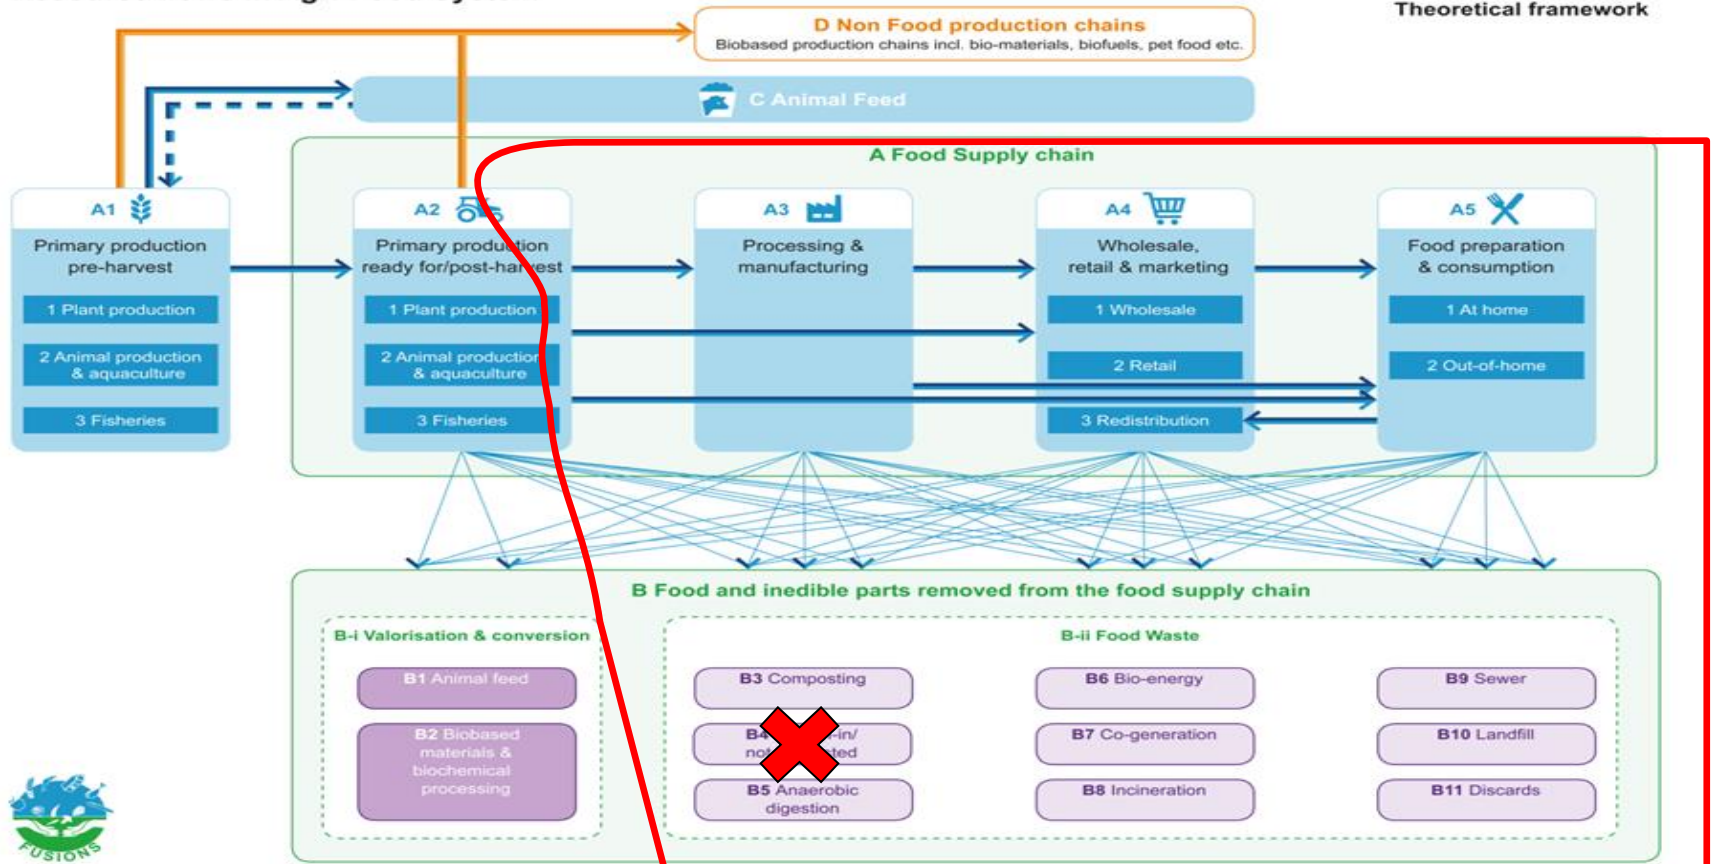 Theoretical framework
D Non Food production chains
Biobased production chains incl. bio-materials, biofuels, pet food etc.
C Animal Feed
A Food Supply chain
A1
Primary production
pre-harvest
1 Plant production
2 Animal production
& aquaculture
3 Fisheries
A2
Primary production
ready for/post-harvest
1 Plant production
2 Animal production
& aquaculture
3 Fisheries
A3
Processing &
manufacturing
A4
Wholesale,
retail & marketing
1 Wholesale
2 Retail
3 Redistribution
A5
Food preparation
& consumption
1 At home
2 Out-of-home
B Food and inedible parts removed from the food supply chain
B-i Valorisation & conversion
B1 Animal feed
B2 Biobased
materials &
biochemical
processing
B-ii Food Waste
B3 Composting
B5 Anaerobic
digestion
B6 Bio-energy
B7 Co-generation
B8 Incineration
B9 Sewer
B10 Landfill
B11 Discards
FUSIONS